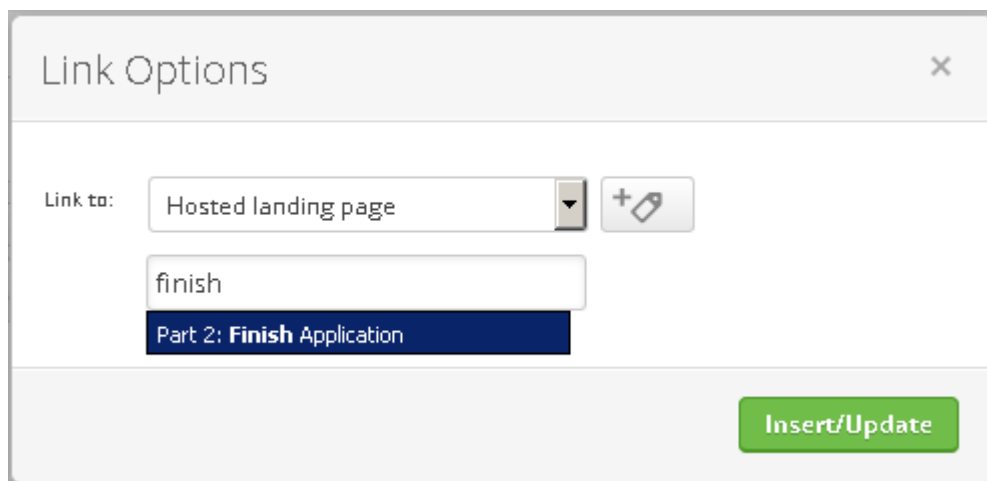 Link Options
Link to:
Hosted landing page
finish
Part 2: Finish Application
Insert/Update